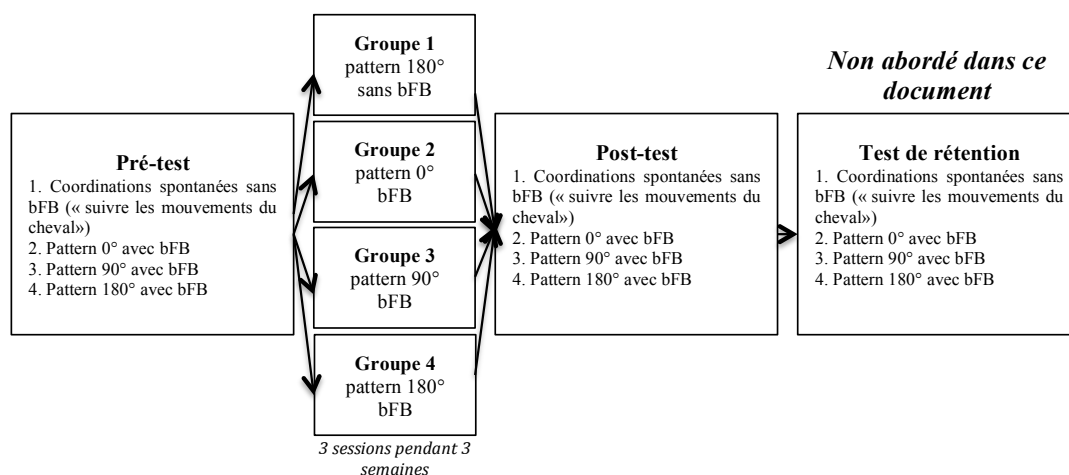 Pré-test
1. Coordinations spontanées sans
bFB (« suivre les mouvements du
cheval»)
2. Pattern 0° avec bFB
3. Pattern 90° avec bFB
4. Pattern 180° avec bFB
Groupe 1
pattern 180°
sans bFB
Groupe 2
pattern 0°
bFB
Groupe 3
pattern 90°
bFB
Groupe 4
pattern 180°
bFB
3 sessions pendant 3
semaines
Post-test
1. Coordinations spontanées sans
bFB (« suivre les mouvements du
cheval»)
2. Pattern 0° avec bFB
3. Pattern 90° avec bFB
4. Pattern 180° avec bFB
Non abordé dans ce
document
Test de rétention
1. Coordinations spontanées sans
bFB (« suivre les mouvements du
cheval»)
2. Pattern 0° avec bFB
3. Pattern 90° avec bFB
4. Pattern 180° avec bFB